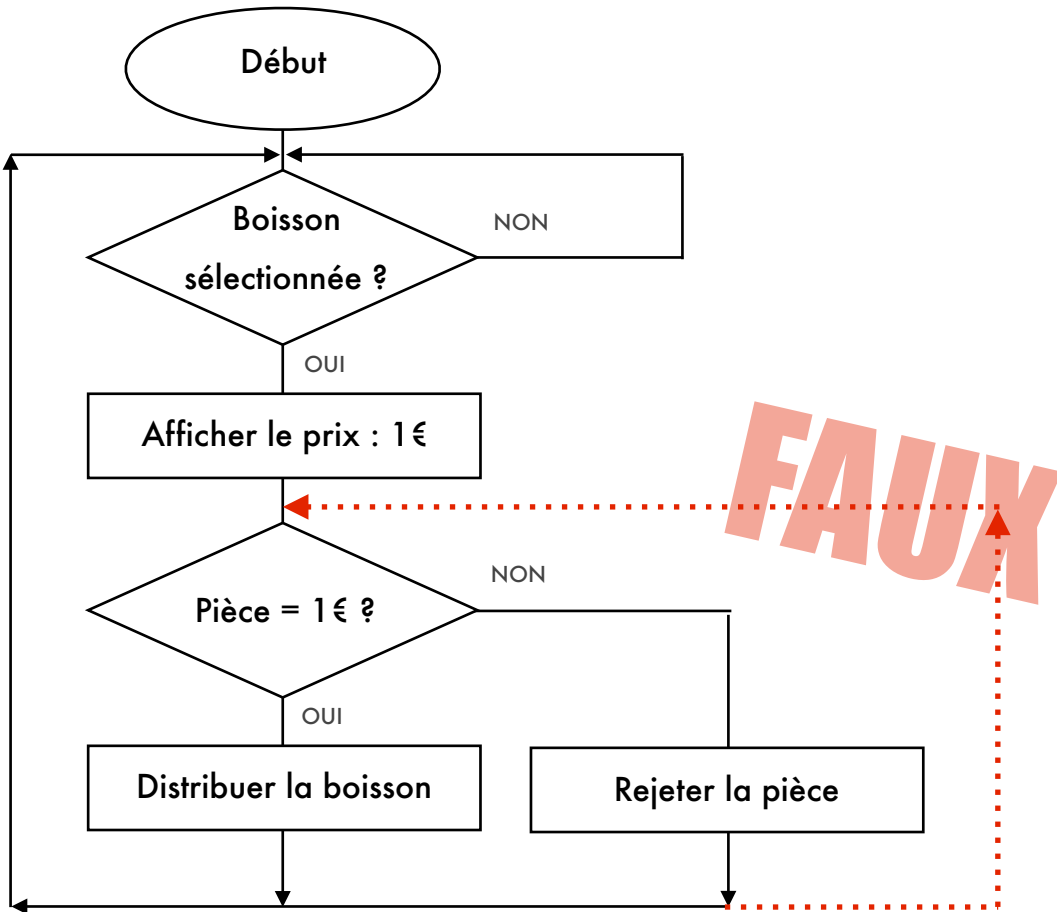 Début
Boisson
sélectionnée ?
NON
OUI
Afficher le prix : 1€
FAUX
NON
Pièce = 1€ ?
OUI
Distribuer la boisson
Rejeter la pièce